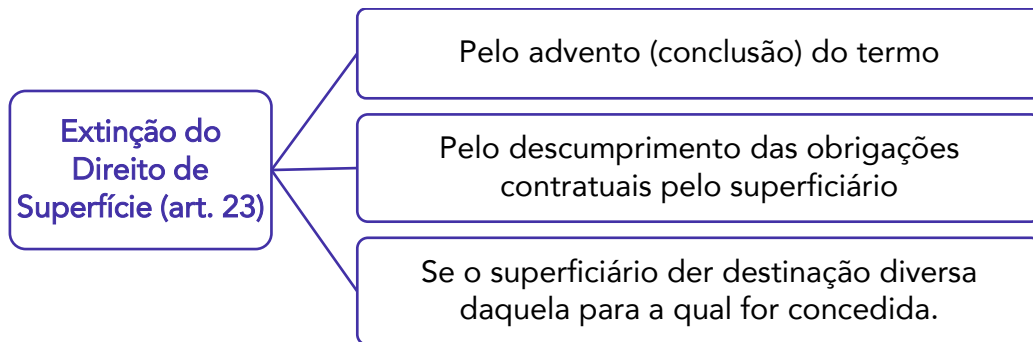 Extinção do
Direito de
Superfície (art. 23)
Pelo advento (conclusão) do termo
Pelo descumprimento das obrigações
contratuais pelo superficiário
Se o superficiário der destinação diversa
daquela para a qual for concedida.